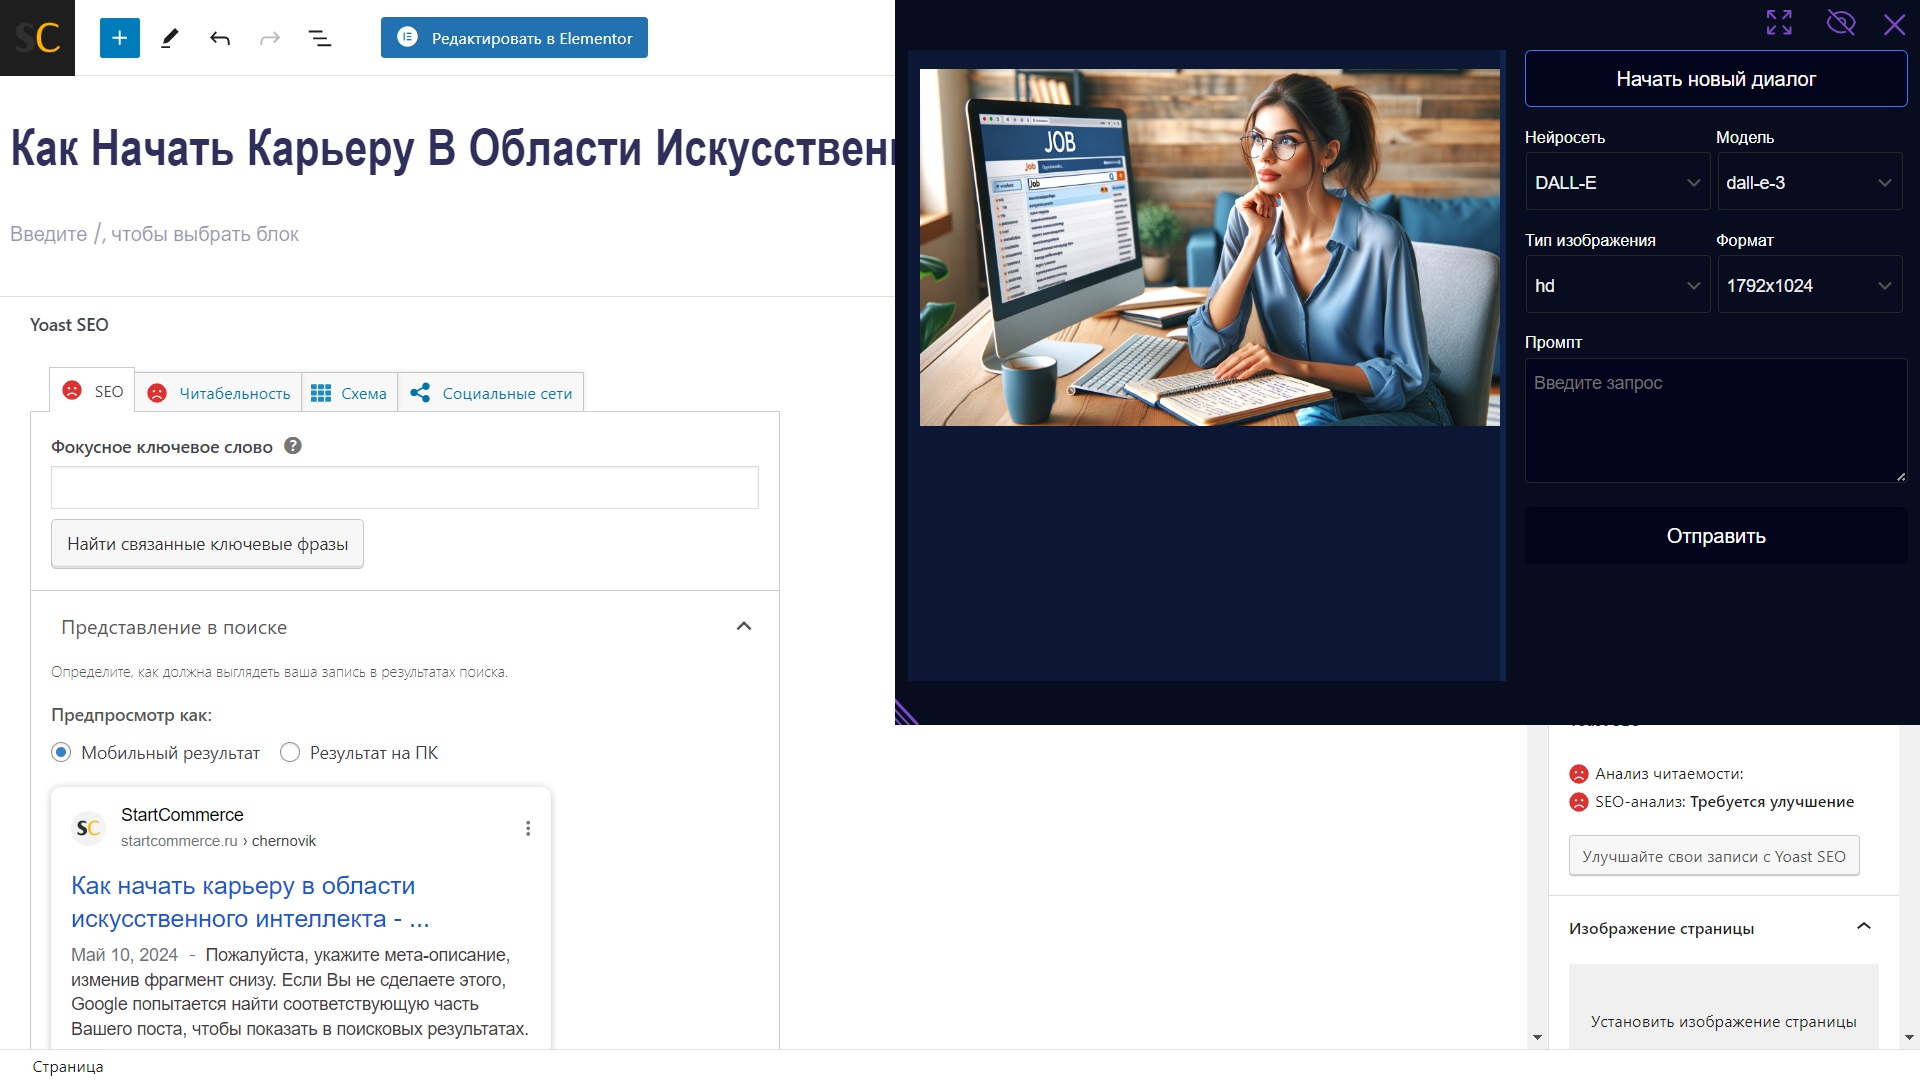 SC
Редактировать в Elementor
Как Начать Карьеру В Области Искусствен
Введите /, чтобы выбрать блок
Yoast SEO
SEO
Читабельность
Схема
Социальные сети
Фокусное ключевое слово
Найти связанные ключевые фразы
Представление в поиске
Определите, как должна выглядеть ваша запись в результатах поиска.
Предпросмотр как:
Мобильный результат
Результат на ПК
SC
StartCommerce
startcommerce.ru › chernovik
Как начать карьеру в области
искусственного интеллекта - ...
Май 10, 2024 - Пожалуйста, укажите мета-описание,
изменив фрагмент снизу. Если Вы не сделаете этого,
Google попытается найти соответствующую часть
Вашего поста, чтобы показать в поисковых результатах.
Страница
JOB
Job
Job
Начать новый диалог
Нейросеть
Модель
DALL-E
dall-e-3
Тип изображения
Формат
hd
1792x1024
Промпт
Введите запрос
Отправить
Анализ читаемости:
SEO-анализ: Требуется улучшение
Улучшайте свои записи с Yoast SEO
Изображение страницы
Установить изображение страницы